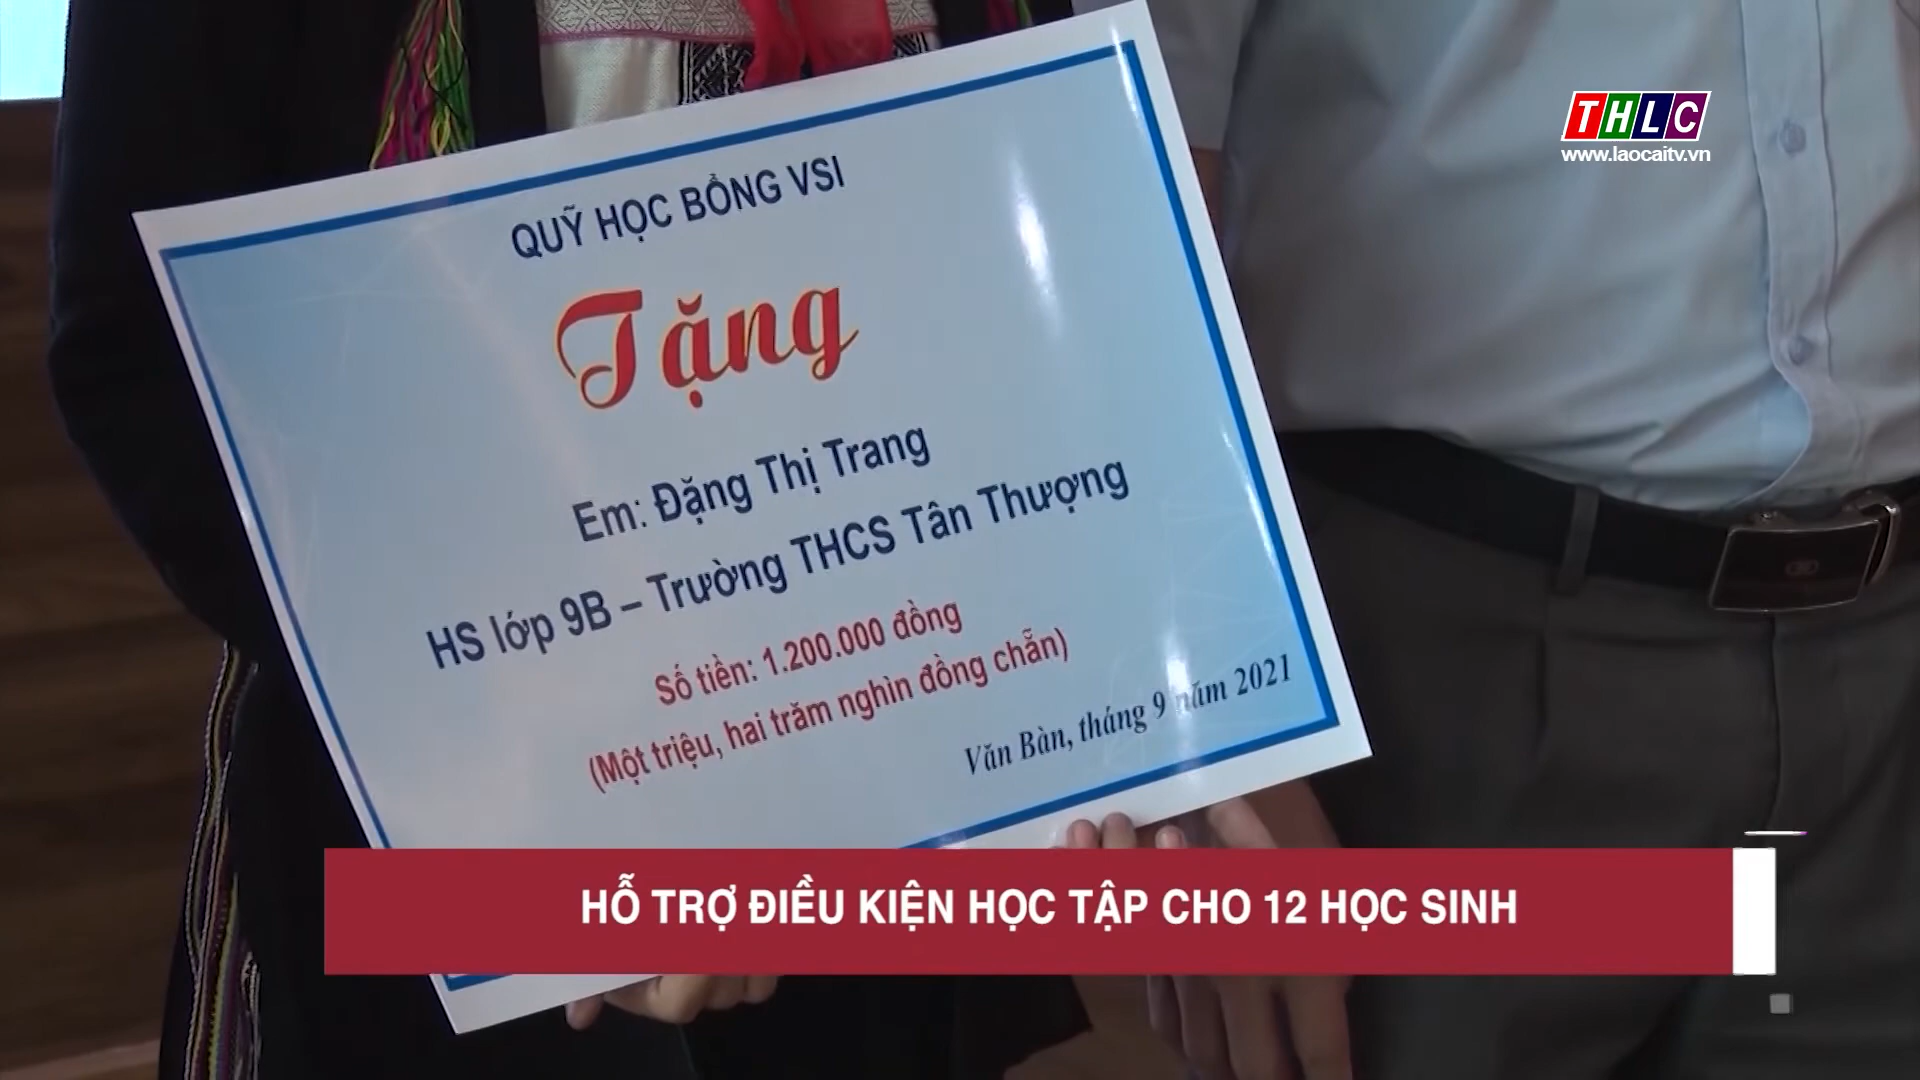 THLC
www.laocaitv.vn
QUỸ HỌC BỔNG VSI
Tặng
Em: Đặng Thị Trang
HS lớp 9B – Trường THCS Tân Thượng
Số tiền: 1.200.000 đồng
(Một triệu, hai trăm nghìn đồng chẵn)
Văn Bàn, tháng 9 năm 2021
HỖ TRỢ ĐIỀU KIỆN HỌC TẬP CHO 12 HỌC SINH